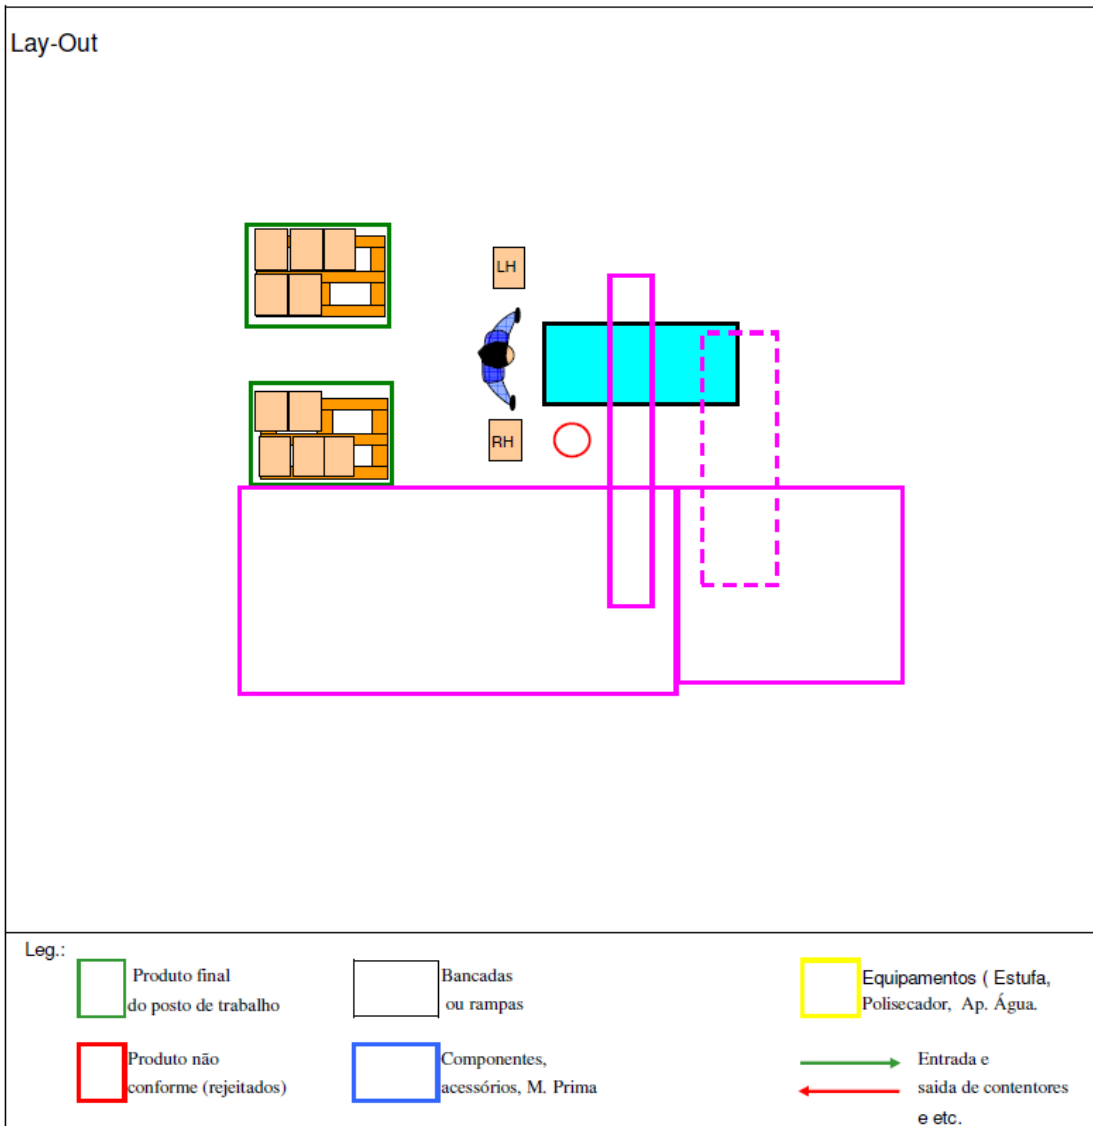 Lay-Out
LH
RH
Leg.:
Produto final
do posto de trabalho
Bancadas
ou rampas
Equipamentos ( Estufa,
Polisecador, Ap. Água.
Produto não
conforme (rejeitados)
Componentes,
acessórios, M. Prima
Entrada e
saida de contentores
e etc.